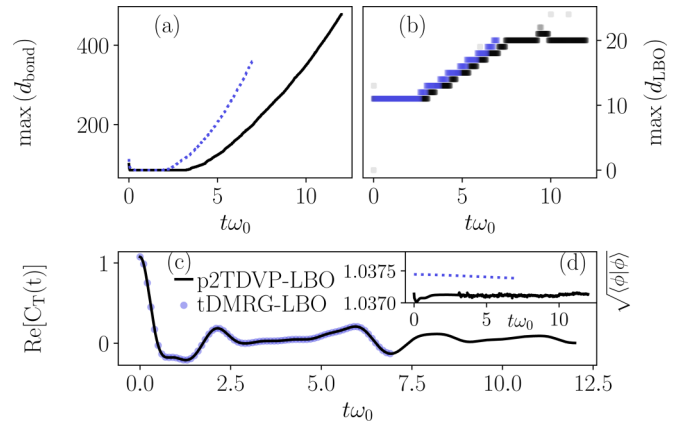 (a)
(b)
400
200
max (d_bond)
20
10
0
max (d_LBO)
0
5
10
0
5
10
tω₀
tω₀
(c)
(d)
p2TDVP-LBO
tDMRG-LBO
1
0
Re[C_T(t)]
1.0375
1.0370
√⟨ϕ|ϕ⟩
0
5
10
tω₀
0.0
2.5
5.0
7.5
10.0
12.5
tω₀